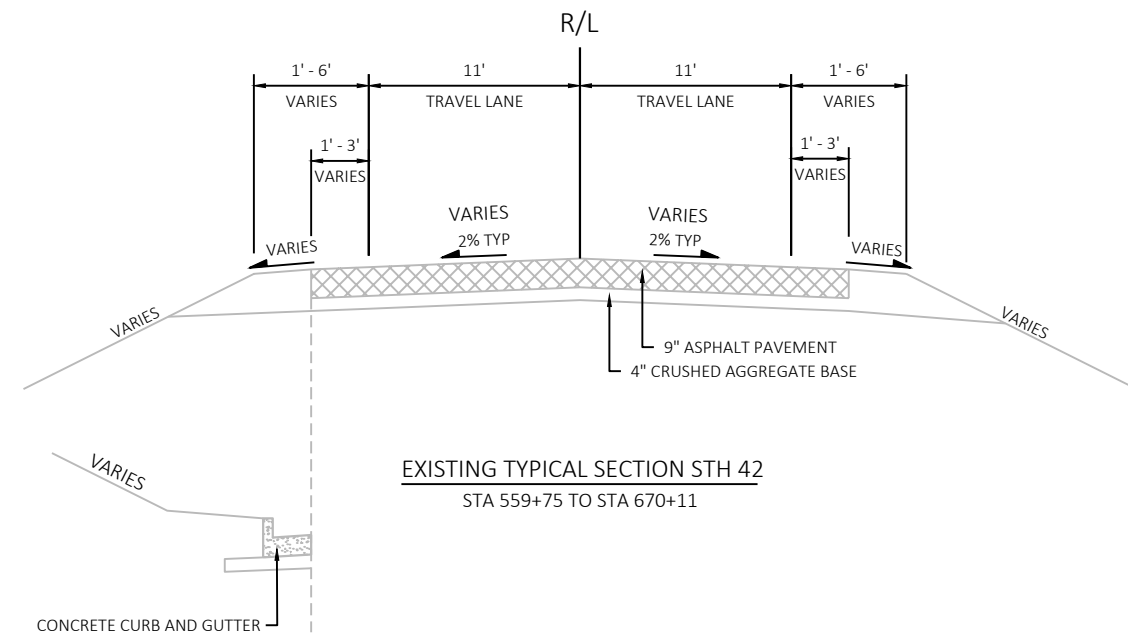 R/L
1' - 6' 11' 11' 1' - 6'
VARIES TRAVEL LANE TRAVEL LANE VARIES
1' - 3' 1' - 3'
VARIES VARIES
VARIES VARIES
VARIES 2% TYP 2% TYP VARIES
VARIES VARIES
9" ASPHALT PAVEMENT
4" CRUSHED AGGREGATE BASE
VARIES
EXISTING TYPICAL SECTION STH 42
STA 559+75 TO STA 670+11
CONCRETE CURB AND GUTTER